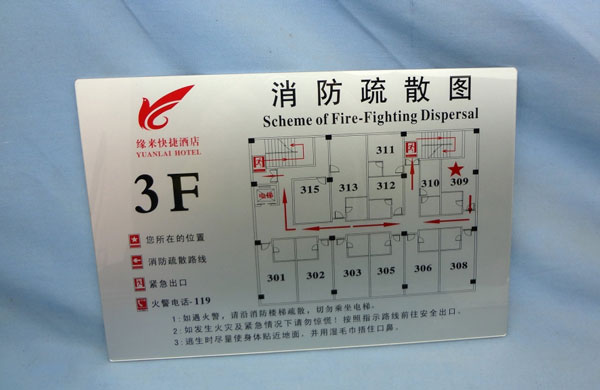 消防疏散图
Scheme of Fire-Fighting Dispersal
缘来快捷酒店
YUANLAI HOTEL
3F
311
315
313
312
310
309
电梯
301
302
303
305
306
308
您所在的位置
消防疏散路线
紧急出口
火警电话-119
1:如遇火警,请沿消防楼梯疏散,切勿乘坐电梯。
2:如发生火灾及紧急情况下请勿惊慌!按照指示路线前往安全出口。
3:逃生时尽量使身体贴近地面,并用湿毛巾捂住口鼻。